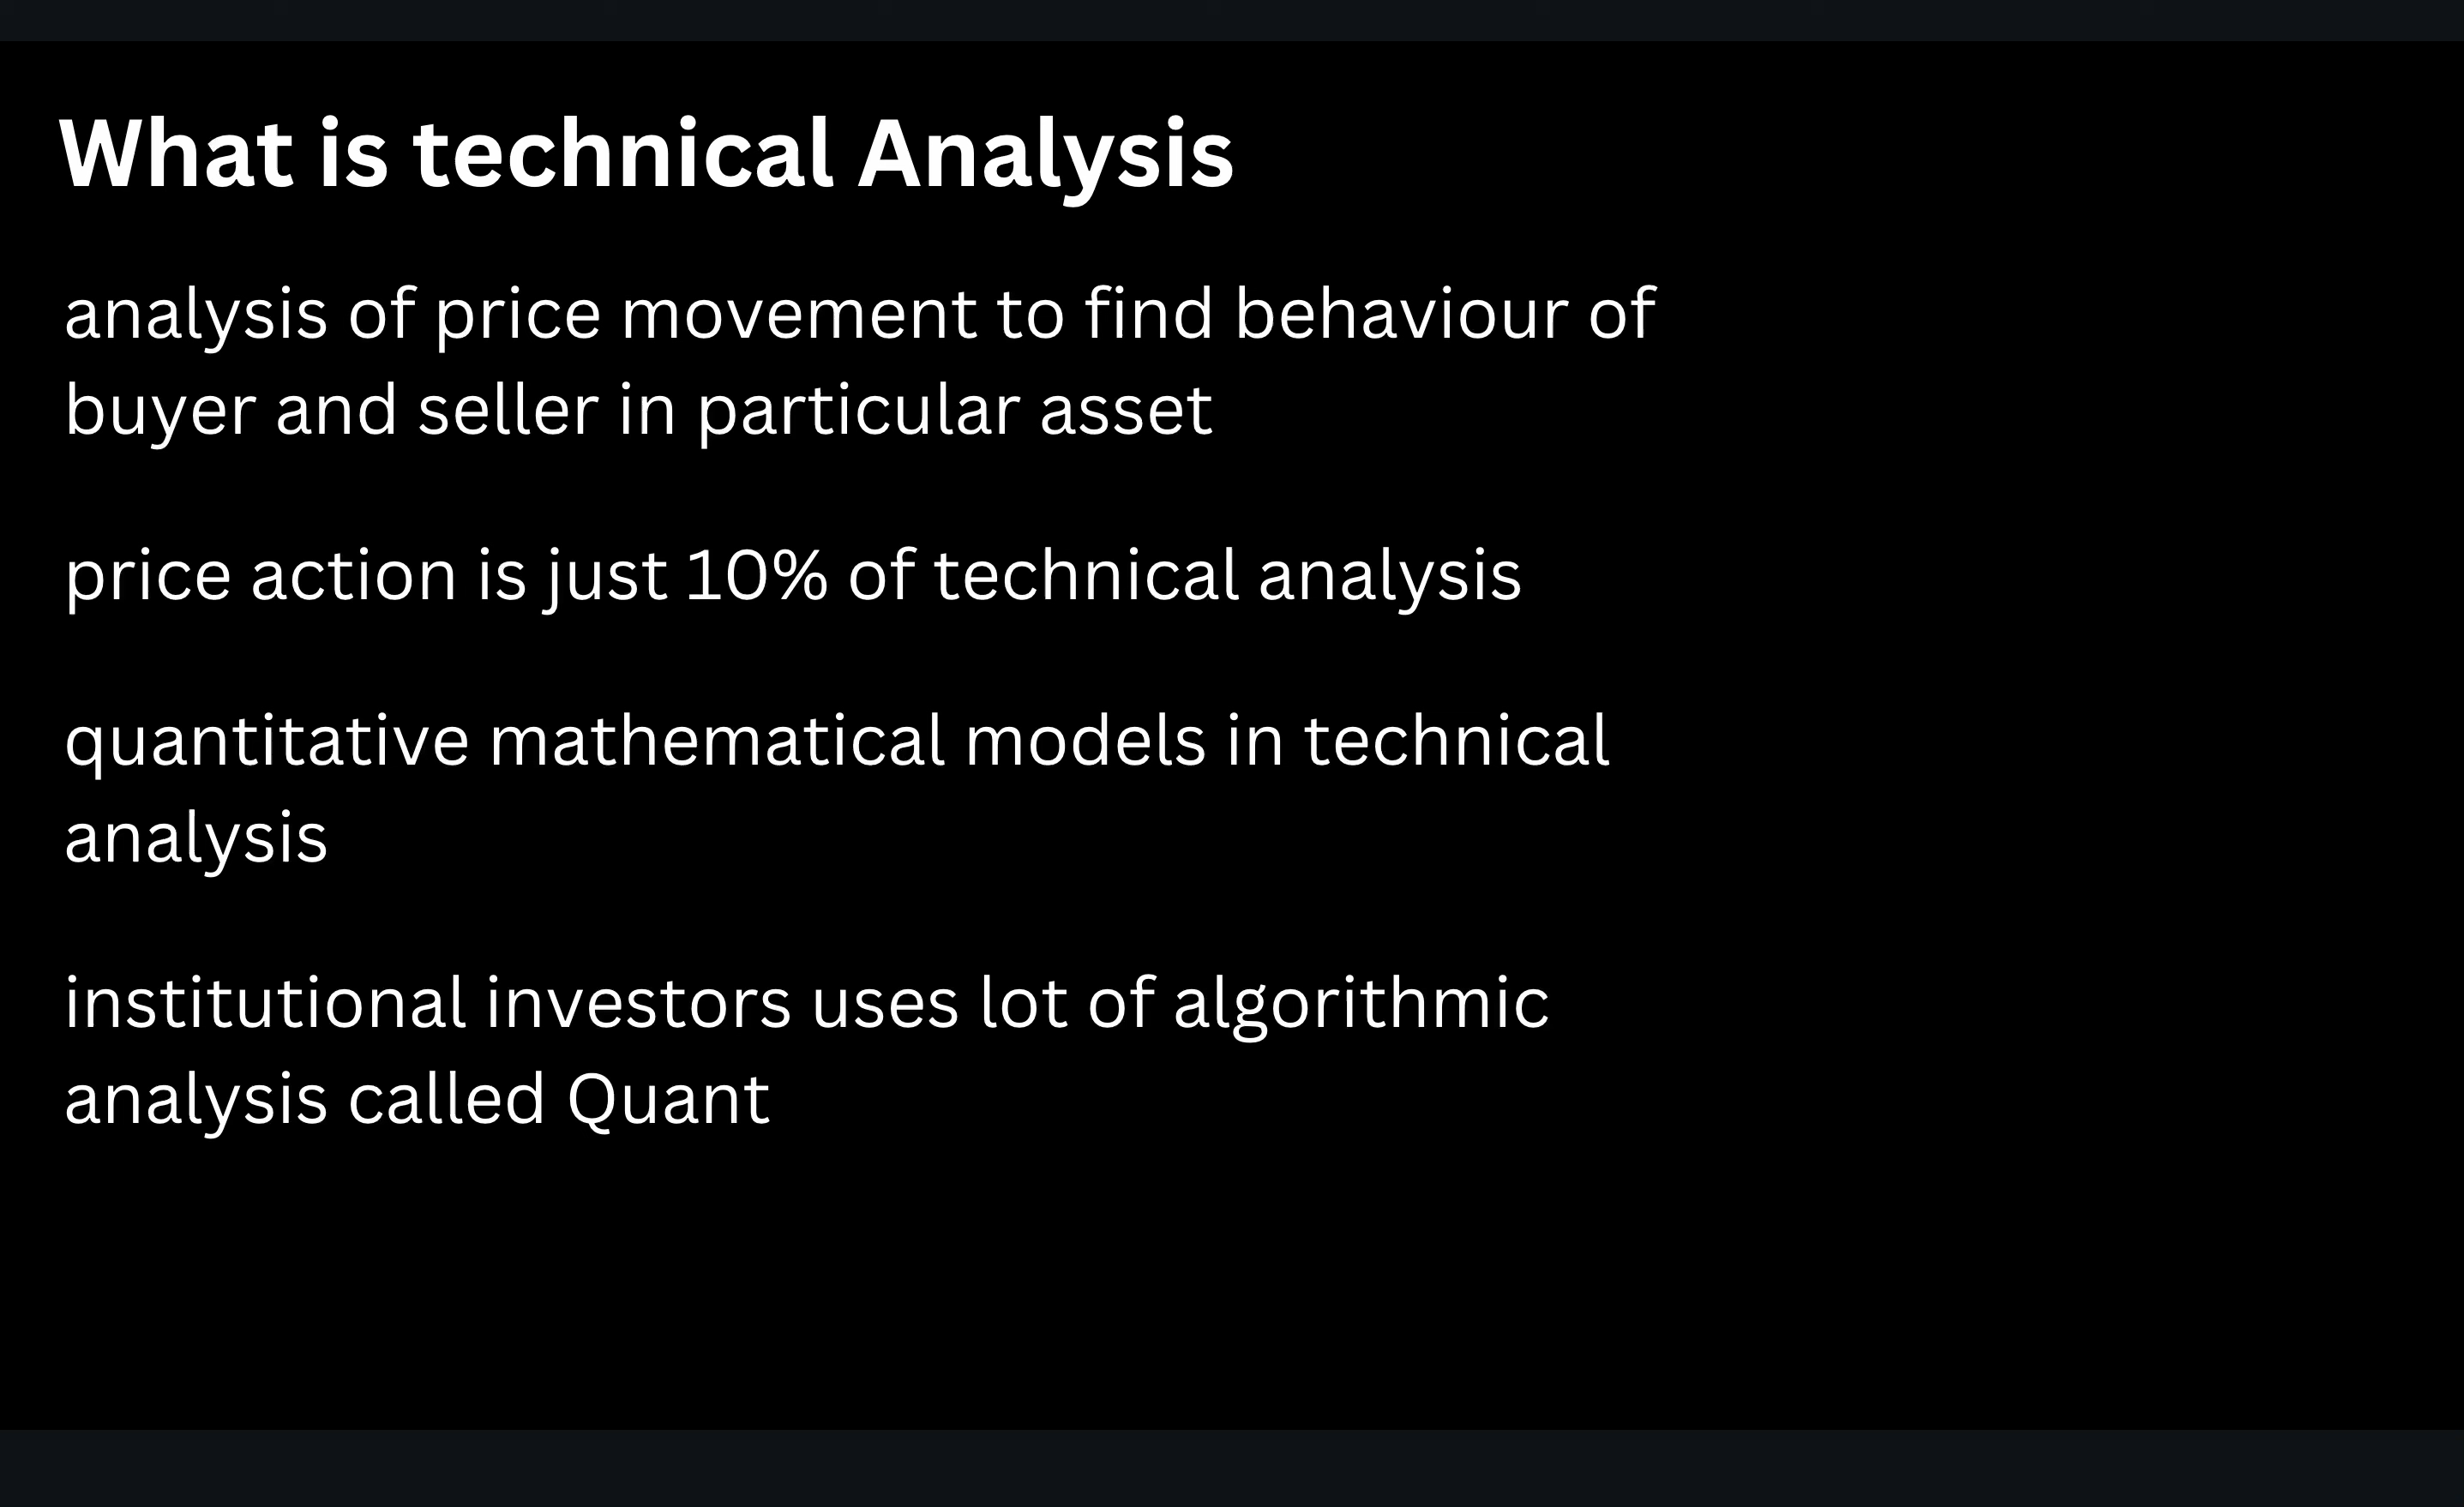 What is technical Analysis
analysis of price movement to find behaviour of
buyer and seller in particular asset
price action is just 10% of technical analysis
quantitative mathematical models in technical
analysis
institutional investors uses lot of algorithmic
analysis called Quant